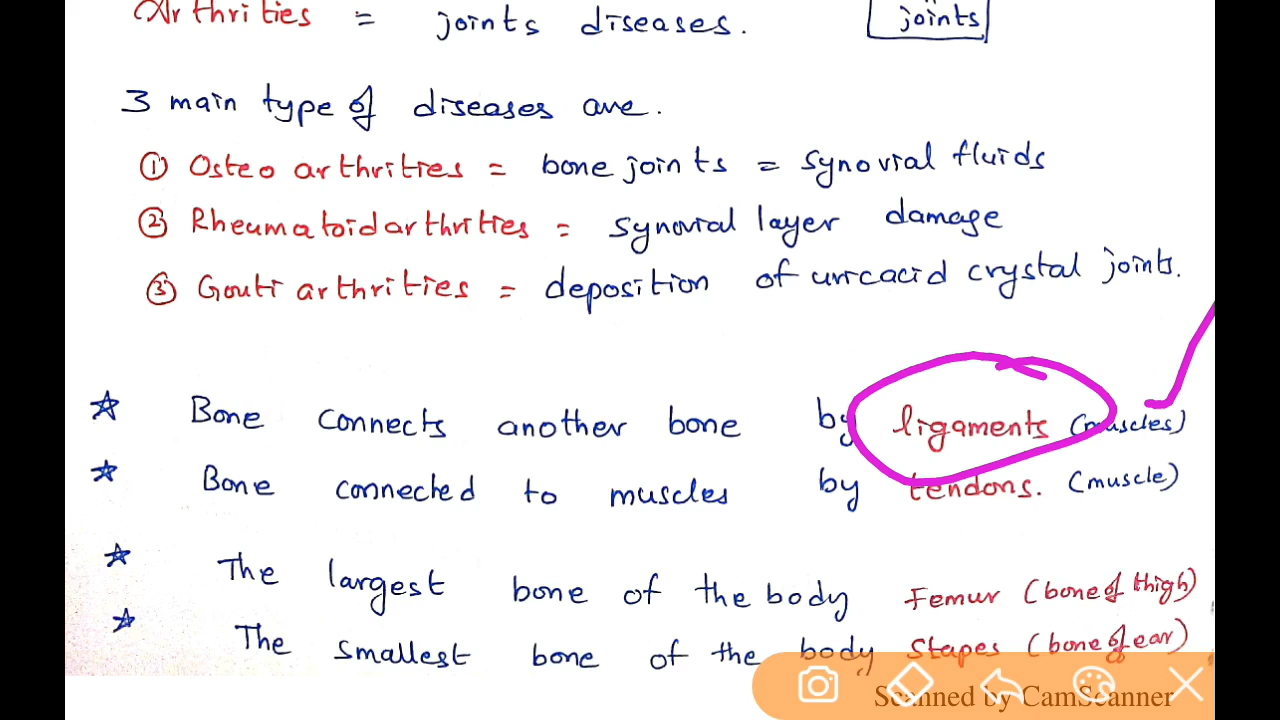 Arthrities = joints diseases. joints
3 main type of diseases are.
① Osteo arthrities = bone joints = synovial fluids
② Rheumatoidarthrities = synovial layer damage
③ Gouti arthrities = deposition of uricacid crystal joints.
☆ Bone connects another bone by ligaments (muscles)
☆ Bone conneched to muscles by tendons. (muscle)
☆ The largest bone of the body Femur (bone of thigh)
☆ The smallest bone of the body Stapes (bone of ear)
Scanned by CamScanner